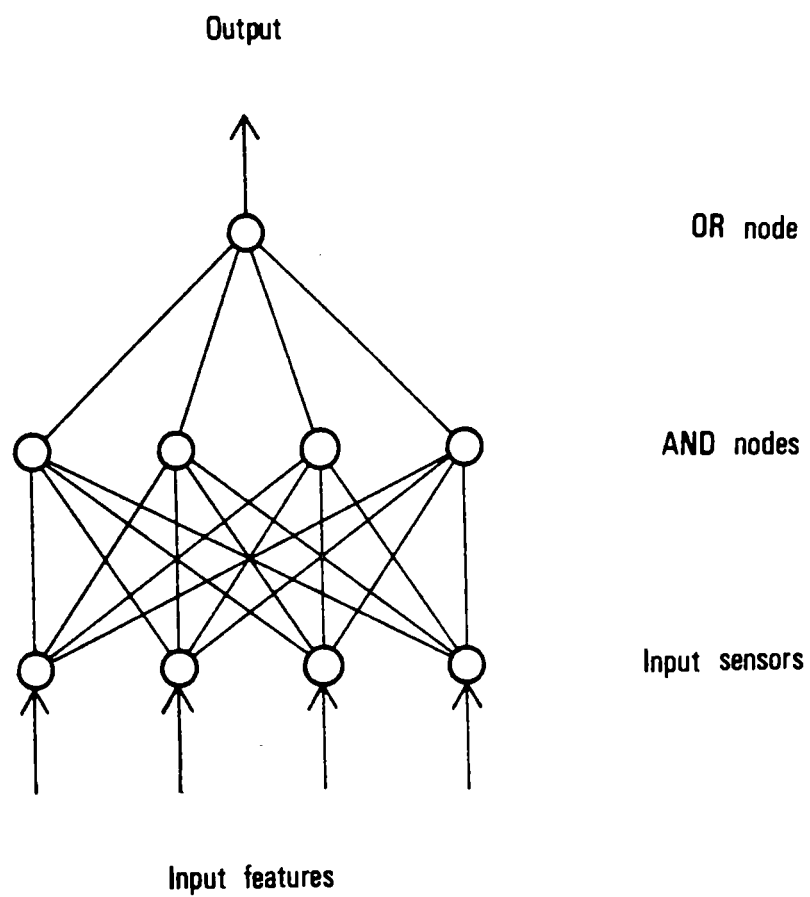 Output
OR node
AND nodes
Input sensors
Input features